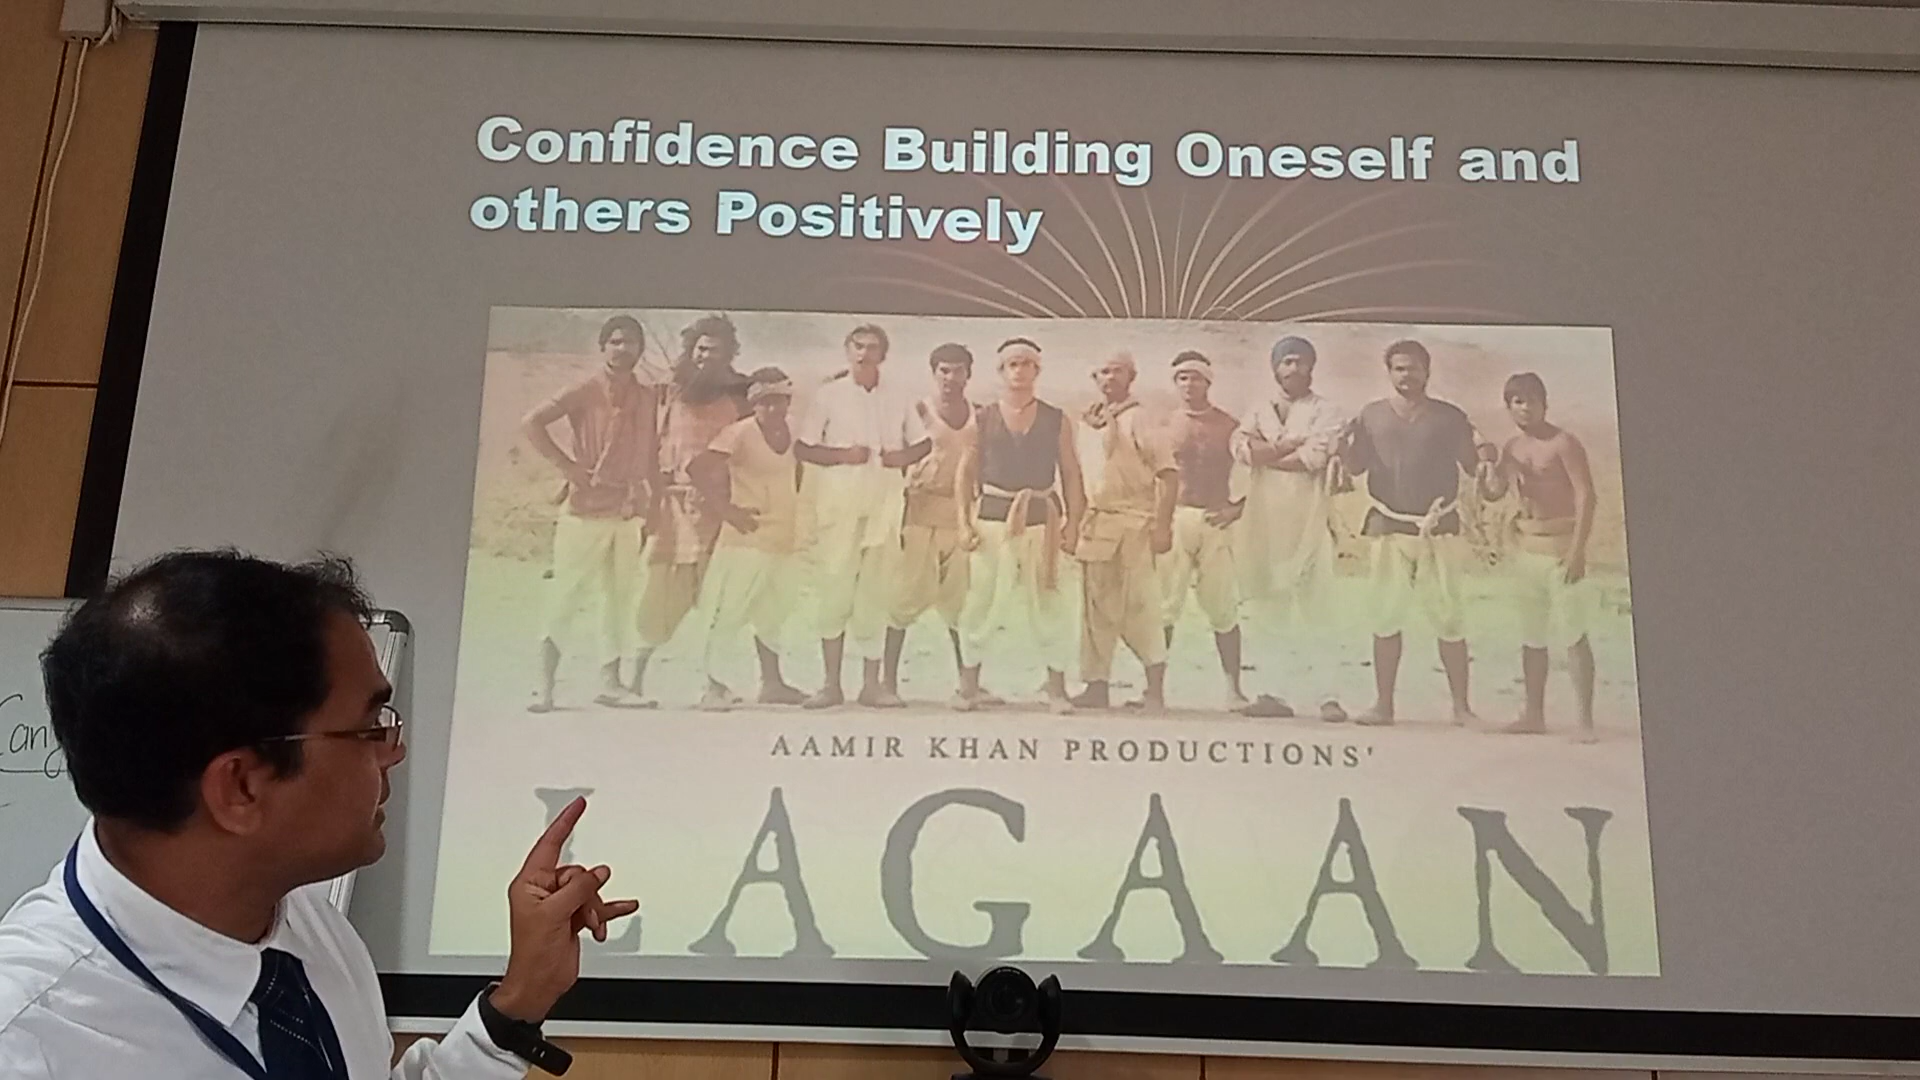 Confidence Building Oneself and
others Positively
AAMIR KHAN PRODUCTIONS'
LAGAAN